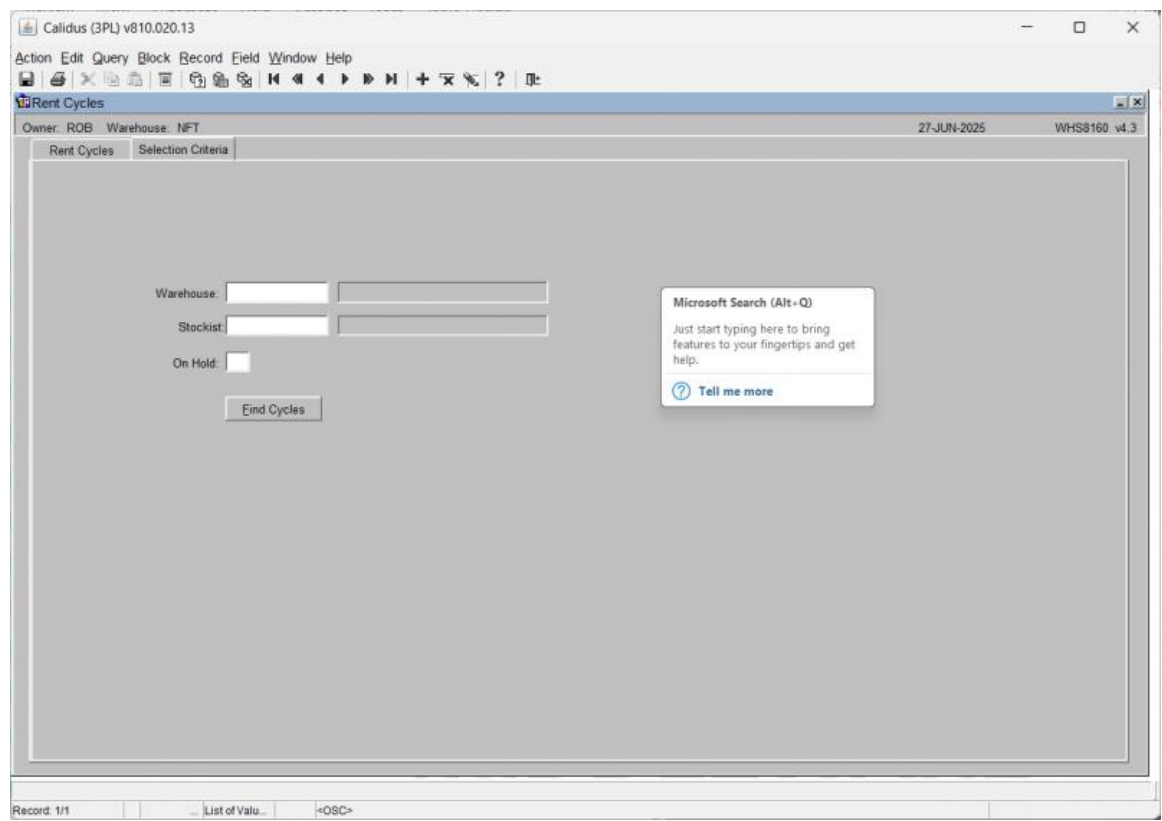 Calidus (3PL) v810.020.13
Action Edit Query Block Record Field Window Help
Rent Cycles
Owner: ROB Warehouse: NFT 27-JUN-2025 WHS8160 v4.3
Rent Cycles Selection Criteria
Warehouse:
Stockist:
On Hold:
Find Cycles
Microsoft Search (Alt+Q)
Just start typing here to bring
features to your fingertips and get
help.
Tell me more
Record: 1/1 ... List of Valu... <OSC>